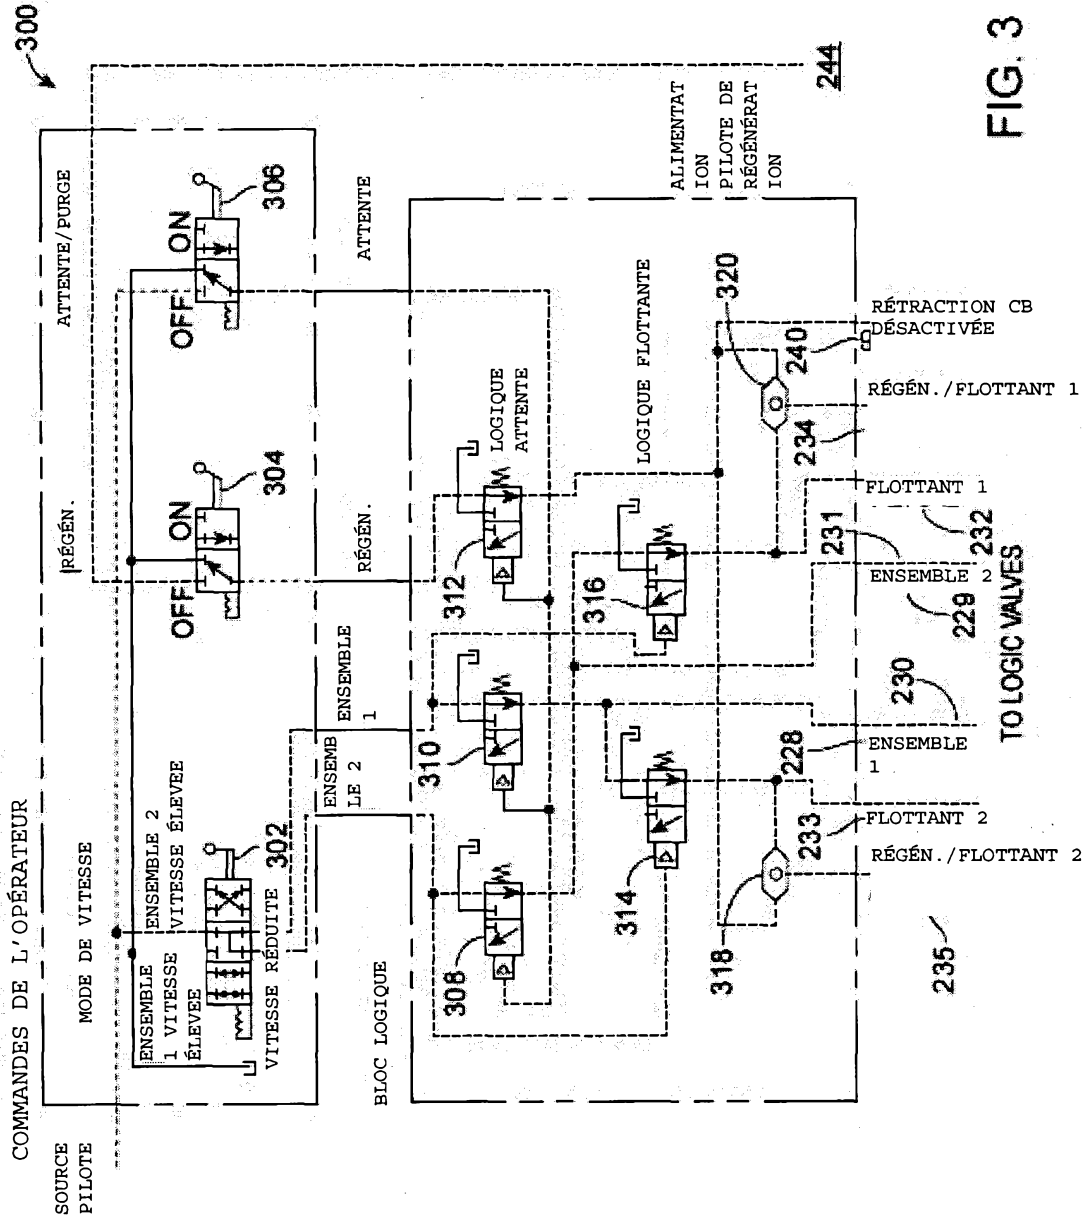 COMMANDES DE L'OPÉRATEUR
300
SOURCE
PILOTE
MODE DE VITESSE
RÉGÉN.
ATTENTE/PURGE
ENSEMBLE
1 VITESSE
ÉLEVEE
ENSEMBLE 2
VITESSE ÉLEVEE
VITESSE RÉDUITE
302
OFF
ON
304
OFF
ON
306
ENSEMB
LE 2
ENSEMBLE
1
RÉGÉN.
ATTENTE
BLOC LOGIQUE
308
310
312
LOGIQUE
ATTENTE
314
316
LOGIQUE FLOTTANTE
318
320
ALIMENTAT
ION
PILOTE DE
RÉGÉNÉRAT
ION
244
RÉTRACTION CB
DÉSACTIVÉE
240
RÉGÉN./FLOTTANT 1
234
FLOTTANT 1
232
231
ENSEMBLE 2
229
230
228
ENSEMBLE
1
233
FLOTTANT 2
RÉGÉN./FLOTTANT 2
235
TO LOGIC VALVES
FIG. 3